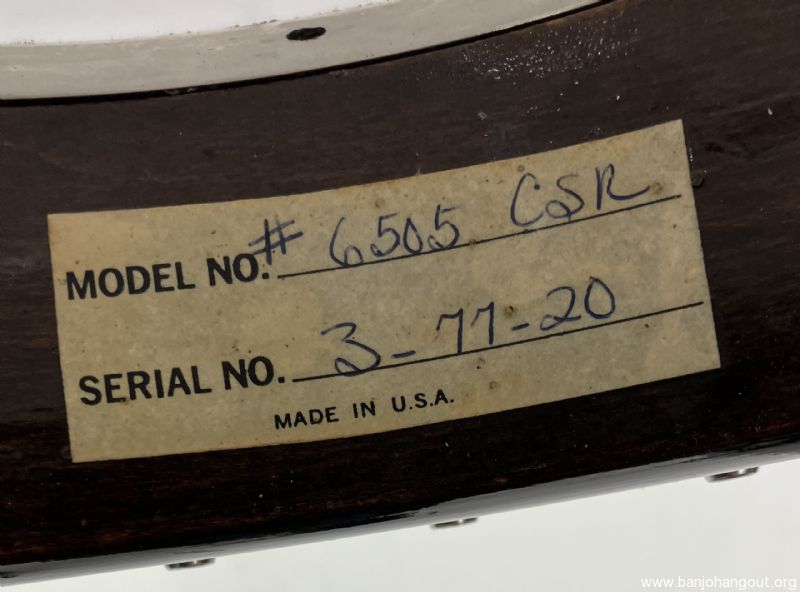 MODEL NO. # 6505 CSR
SERIAL NO. 3-77-20
MADE IN U.S.A.
www.banjohangout.org